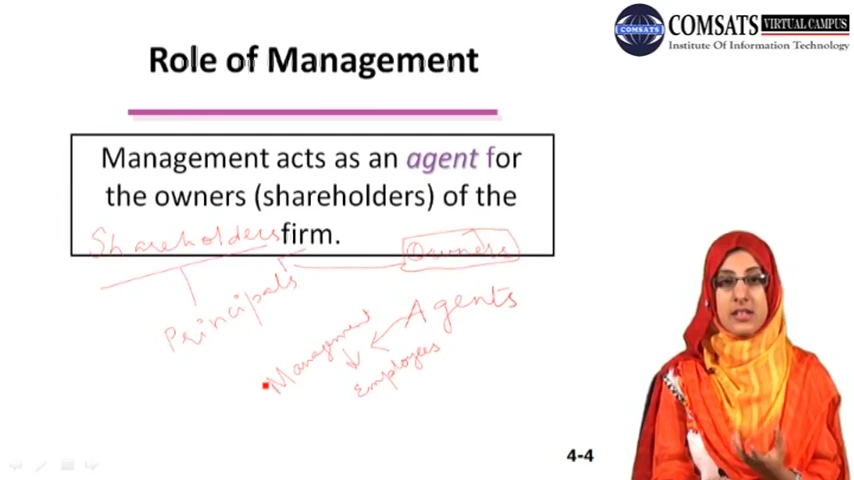 COMSATS VIRTUAL CAMPUS
Institute Of Information Technology
COMSATS
Role of Management
Management acts as an agent for
the owners (shareholders) of the
firm.
Shareholders
Owners
Principals
Agents
Management
Employees
4-4